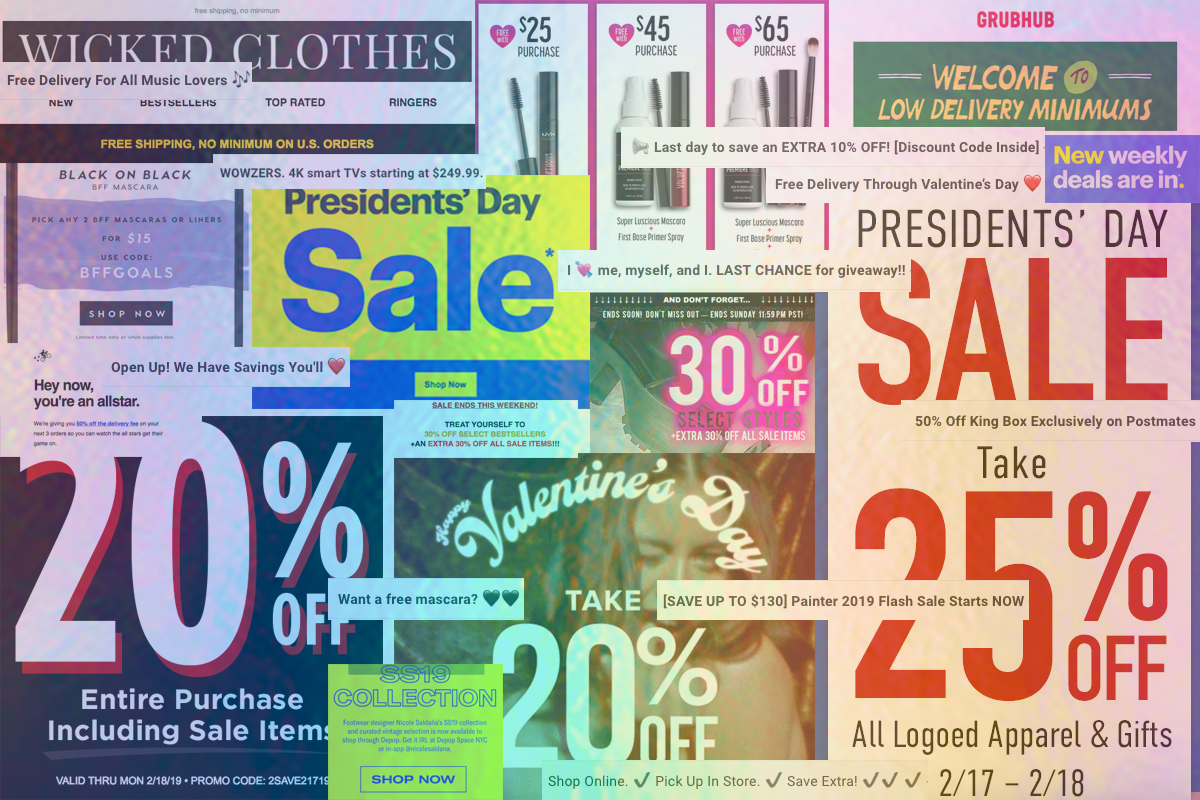 free shipping, no minimum
WICKED CLOTHES
Free Delivery For All Music Lovers 🎶
NEW BESTSELLERS TOP RATED RINGERS
FREE SHIPPING, NO MINIMUM ON U.S. ORDERS
FREE with $25 PURCHASE
FREE with $45 PURCHASE
FREE with $65 PURCHASE
NYX
Super Luscious Mascara
+
First Base Primer Spray
Super Luscious Mascara
+
First Base Primer Spray
+
GRUBHUB
WELCOME TO
LOW DELIVERY MINIMUMS
📢 Last day to save an EXTRA 10% OFF! [Discount Code Inside]
New weekly
deals are in.
Free Delivery Through Valentine's Day ❤️
WOWZERS. 4K smart TVs starting at $249.99.
BLACK ON BLACK
BFF MASCARA
PICK ANY 2 BFF MASCARAS OR LINERS
FOR $15
USE CODE:
BFFGOALS
SHOP NOW
Limited time only or while supplies last
Presidents' Day
Sale*
Shop Now
I 💘 me, myself, and I. LAST CHANCE for giveaway!!
PRESIDENTS' DAY
SALE
AND DON'T FORGET...
ENDS SOON! DON'T MISS OUT — ENDS SUNDAY 11:59PM PST!
30% OFF
SELECT STYLES
+EXTRA 30% OFF ALL SALE ITEMS
Open Up! We Have Savings You'll ❤️
Hey now,
you're an allstar.
We're giving you 50% off the delivery fee on your
next 3 orders so you can watch the all stars get their
game on.
SALE ENDS THIS WEEKEND!
TREAT YOURSELF TO
30% OFF SELECT BESTSELLERS
+AN EXTRA 30% OFF ALL SALE ITEMS!!!
50% Off King Box Exclusively on Postmates
Take
25% OFF
All Logoed Apparel & Gifts
2/17 – 2/18
20% OFF
Entire Purchase
Including Sale Items
VALID THRU MON 2/18/19 • PROMO CODE: 2SAVE21719
Happy Valentine's Day
Want a free mascara? 🖤🖤
TAKE
20% OFF
[SAVE UP TO $130] Painter 2019 Flash Sale Starts NOW
SS19
COLLECTION
Footwear designer Nicole Saldaña's SS19 collection
and curated vintage selection is now available to
shop through Depop. Get it IRL at Depop Space NYC
or in-app @nicolesaldana.
SHOP NOW
Shop Online. ✔ Pick Up In Store. ✔ Save Extra! ✔✔✔